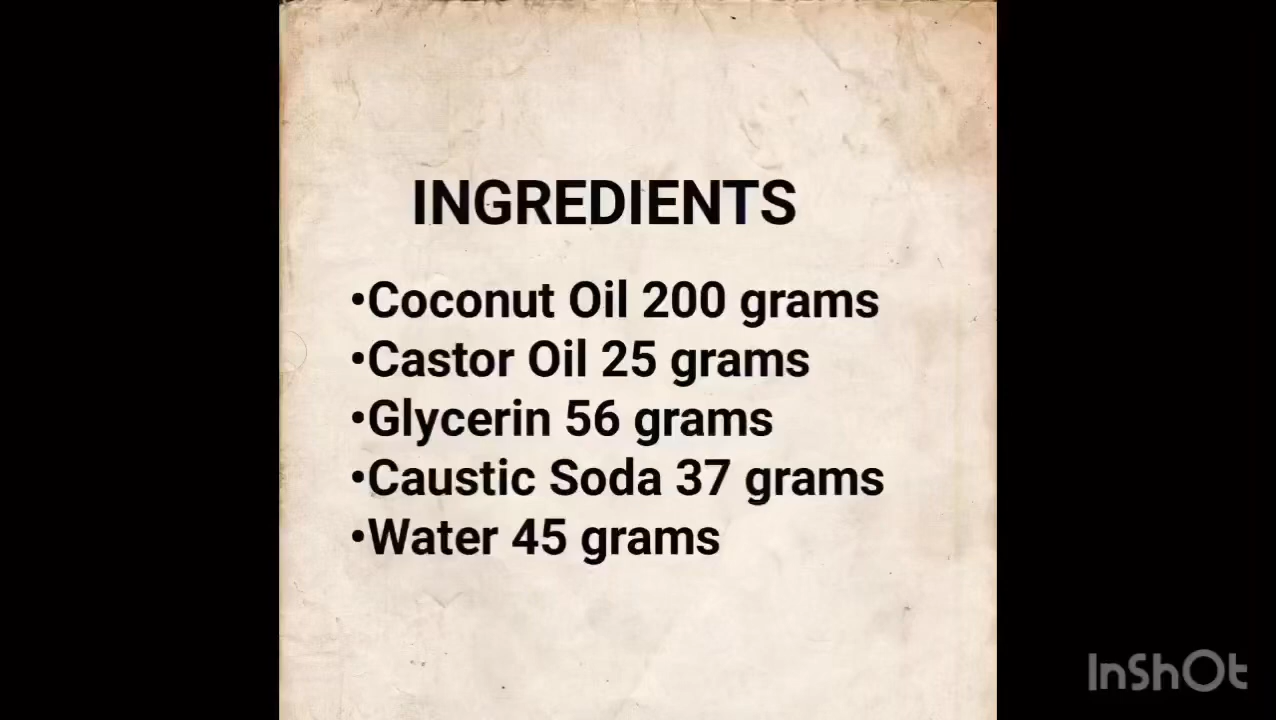 INGREDIENTS
•Coconut Oil 200 grams
•Castor Oil 25 grams
•Glycerin 56 grams
•Caustic Soda 37 grams
•Water 45 grams
InShOt